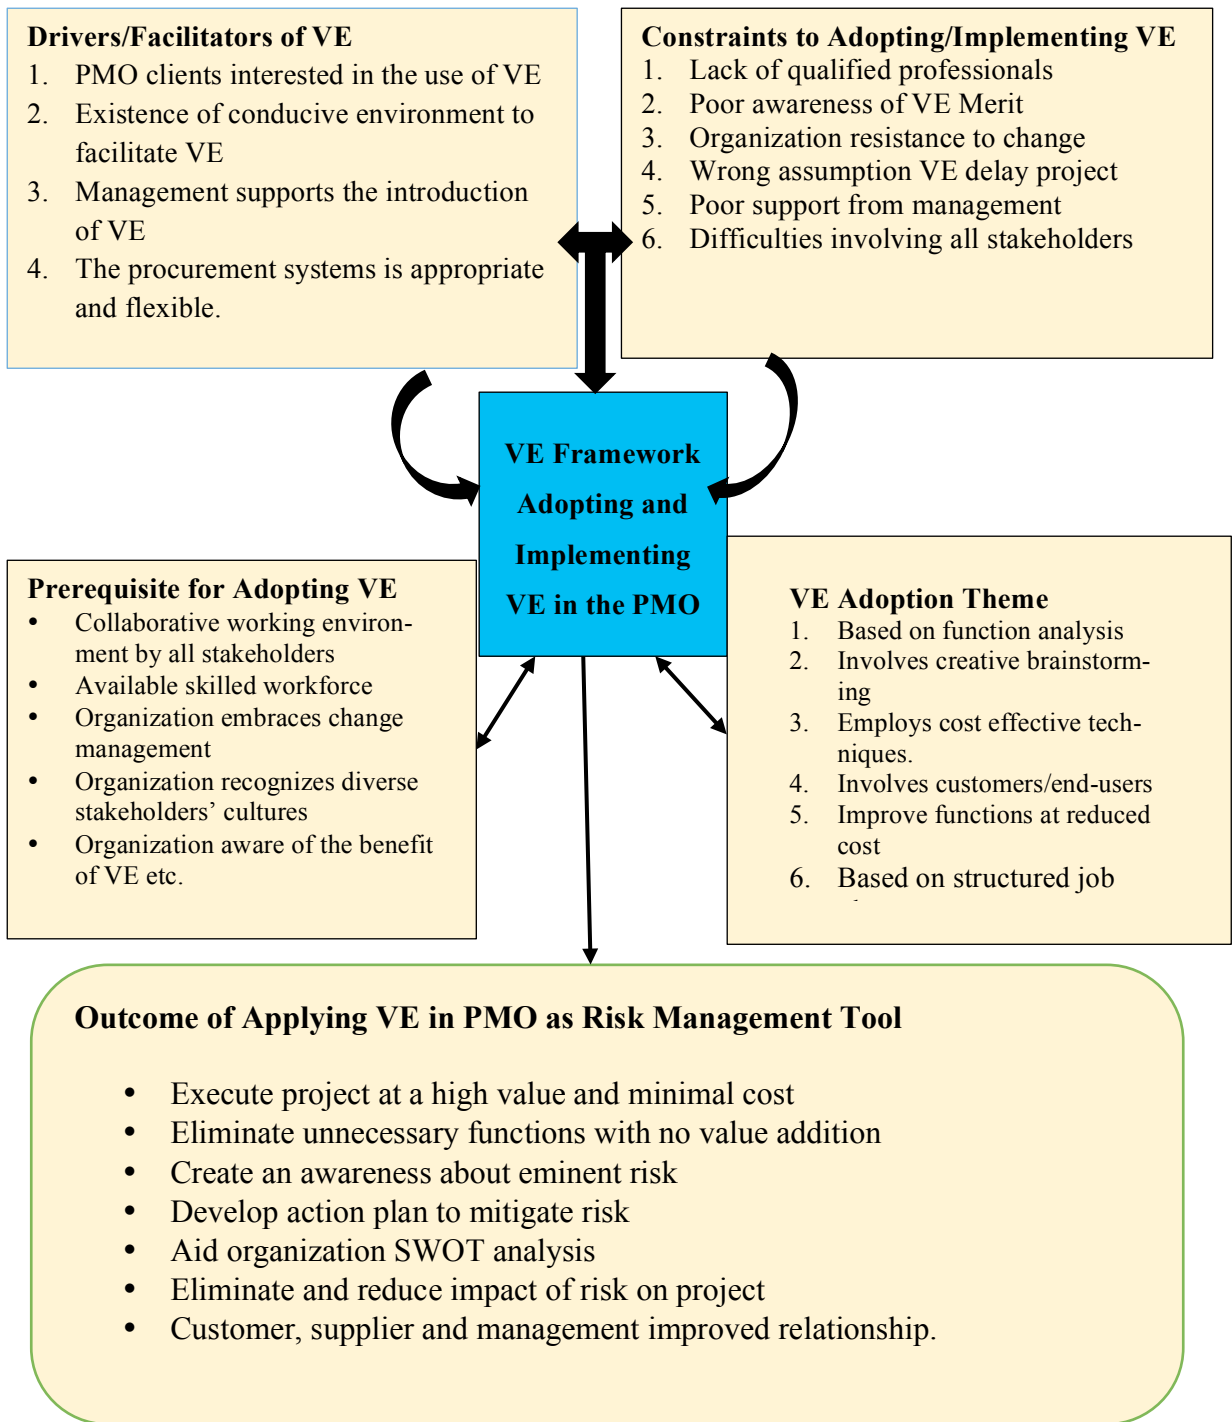 Drivers/Facilitators of VE
1. PMO clients interested in the use of VE
2. Existence of conducive environment to
facilitate VE
3. Management supports the introduction
of VE
4. The procurement systems is appropriate
and flexible.
Constraints to Adopting/Implementing VE
1. Lack of qualified professionals
2. Poor awareness of VE Merit
3. Organization resistance to change
4. Wrong assumption VE delay project
5. Poor support from management
6. Difficulties involving all stakeholders
VE Framework
Adopting and
Implementing
VE in the PMO
Prerequisite for Adopting VE
• Collaborative working environ-
ment by all stakeholders
• Available skilled workforce
• Organization embraces change
management
• Organization recognizes diverse
stakeholders’ cultures
• Organization aware of the benefit
of VE etc.
VE Adoption Theme
1. Based on function analysis
2. Involves creative brainstorm-
ing
3. Employs cost effective tech-
niques.
4. Involves customers/end-users
5. Improve functions at reduced
cost
6. Based on structured job
Outcome of Applying VE in PMO as Risk Management Tool
• Execute project at a high value and minimal cost
• Eliminate unnecessary functions with no value addition
• Create an awareness about eminent risk
• Develop action plan to mitigate risk
• Aid organization SWOT analysis
• Eliminate and reduce impact of risk on project
• Customer, supplier and management improved relationship.